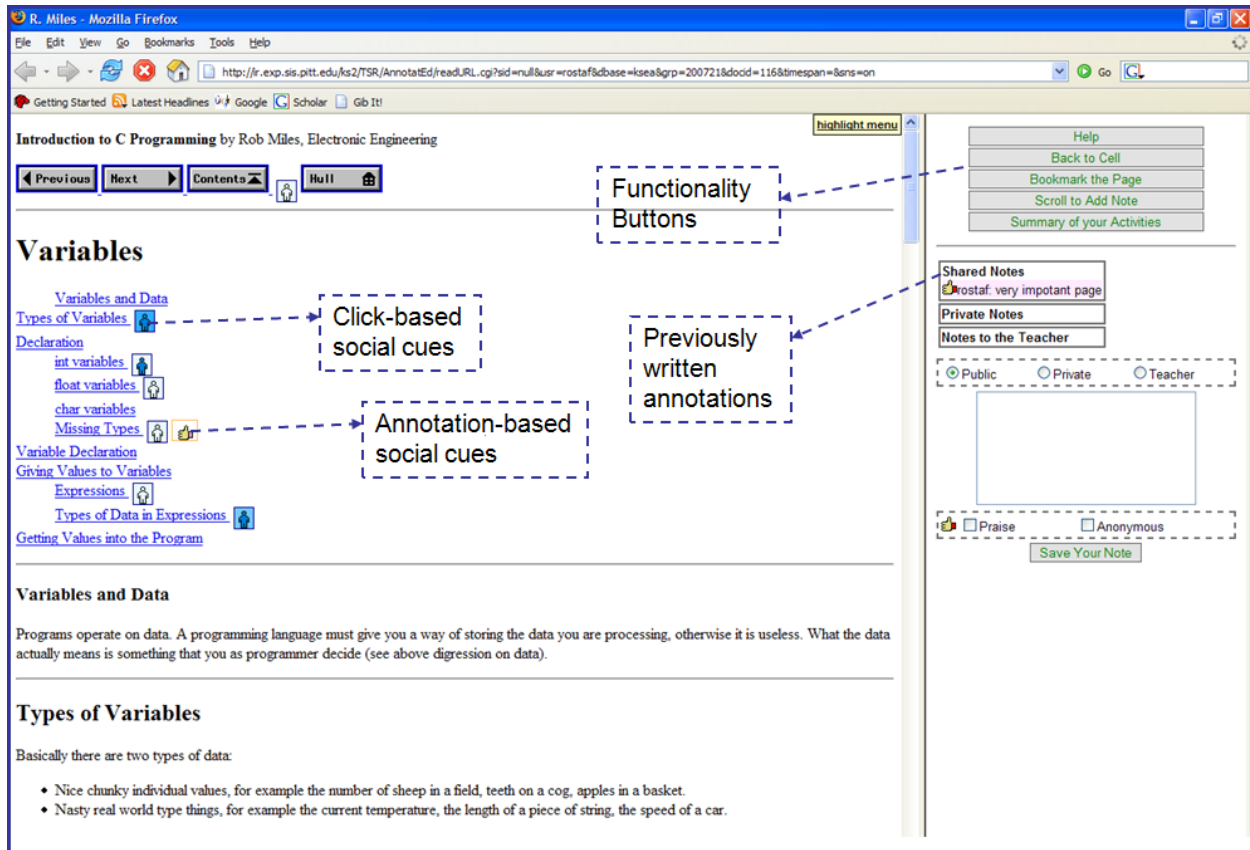 R. Miles - Mozilla Firefox
File Edit View Go Bookmarks Tools Help
http://ir.exp.sis.pitt.edu/ks2/TSR/AnnotatEd/readURL.cgi?sid=null&usr=rostaf&dbase=ksea&grp=200721&docid=116&timespan=&sns=on Go
Getting Started Latest Headlines Google Scholar Gib It!
highlight menu
Introduction to C Programming by Rob Miles, Electronic Engineering
Previous Next Contents Hull
Variables
Variables and Data
Types of Variables
Declaration
int variables
float variables
char variables
Missing Types
Variable Declaration
Giving Values to Variables
Expressions
Types of Data in Expressions
Getting Values into the Program
Functionality
Buttons
Click-based
social cues
Annotation-based
social cues
Previously
written
annotations
Variables and Data
Programs operate on data. A programming language must give you a way of storing the data you are processing, otherwise it is useless. What the data
actually means is something that you as programmer decide (see above digression on data).
Types of Variables
Basically there are two types of data:
• Nice chunky individual values, for example the number of sheep in a field, teeth on a cog, apples in a basket.
• Nasty real world type things, for example the current temperature, the length of a piece of string, the speed of a car.
Help
Back to Cell
Bookmark the Page
Scroll to Add Note
Summary of your Activities
Shared Notes
rostaf: very impotant page
Private Notes
Notes to the Teacher
Public Private Teacher
Praise Anonymous
Save Your Note